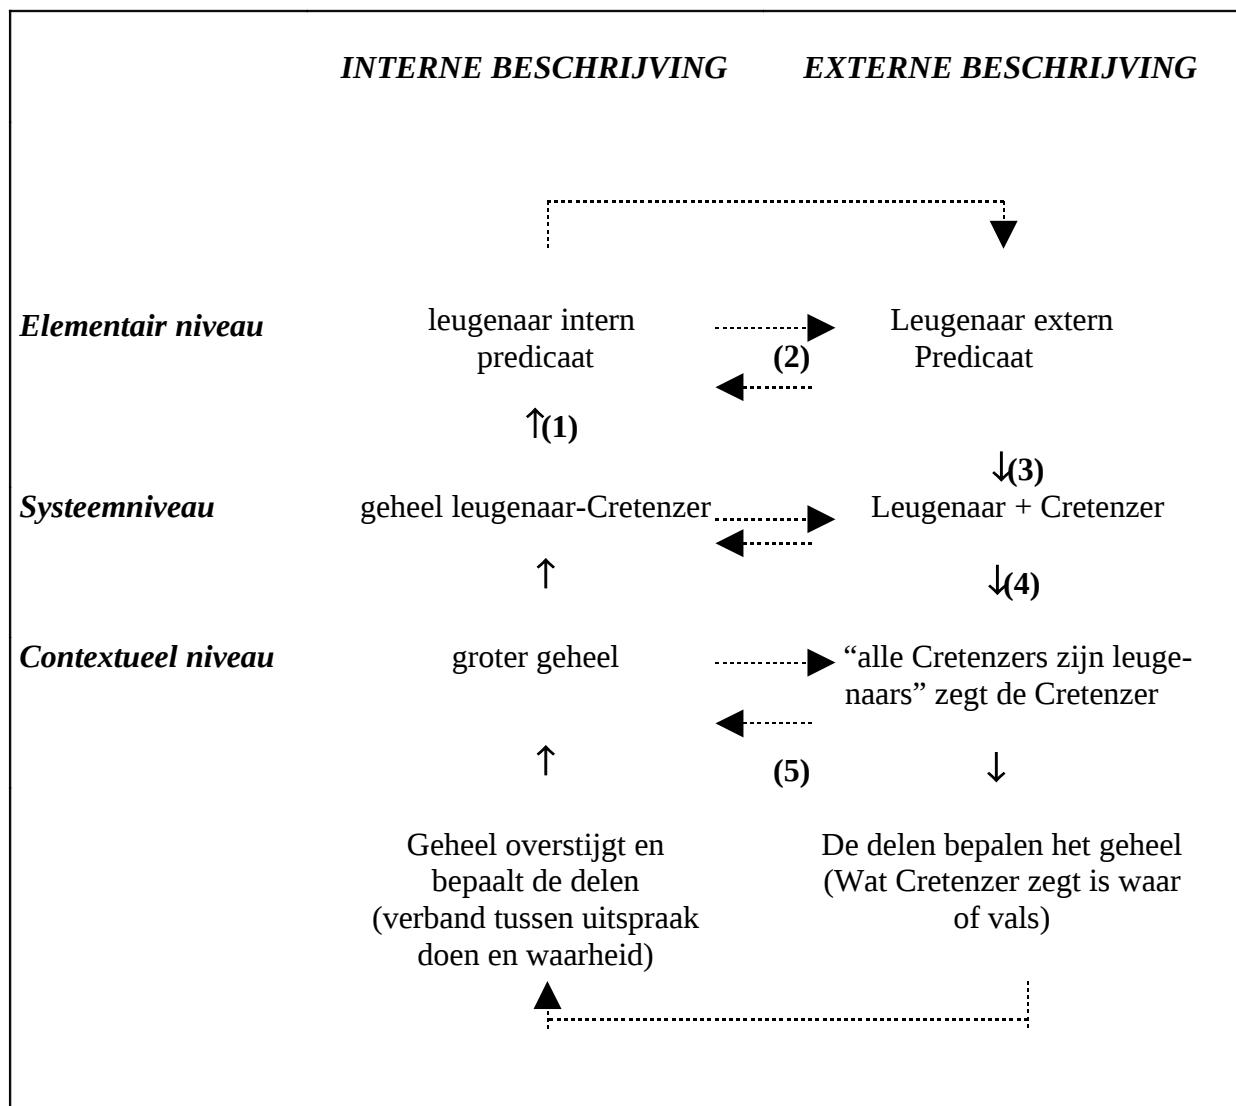 INTERNE BESCHRIJVING EXTERNE BESCHRIJVING
Elementair niveau leugenaar intern Leugenaar extern
predicaat (2) Predicaat
↑(1)
↓(3)
Systeemniveau geheel leugenaar-Cretenzer Leugenaar + Cretenzer
↑ ↓(4)
Contextueel niveau groter geheel “alle Cretenzers zijn leuge-
naars” zegt de Cretenzer
↑ (5) ↓
Geheel overstijgt en De delen bepalen het geheel
bepaalt de delen (Wat Cretenzer zegt is waar
(verband tussen uitspraak of vals)
doen en waarheid)